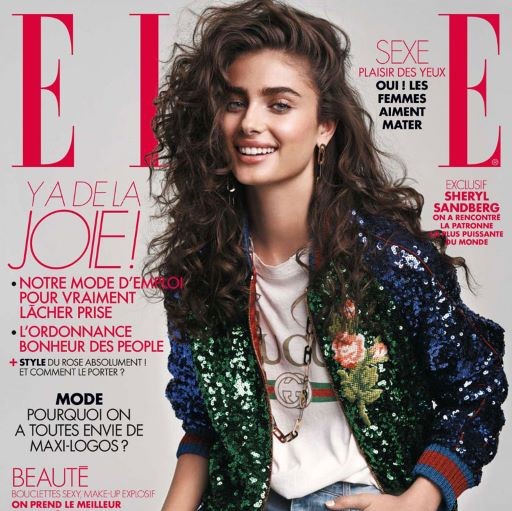 ELLE
SEXE
PLAISIR DES YEUX
OUI ! LES
FEMMES
AIMENT
MATER
EXCLUSIF
SHERYL
SANDBERG
ON A RENCONTRÉ
LA PATRONNE
PLUS PUISSANTE
DU MONDE
Y A DE LA
JOIE!
• NOTRE MODE D'EMPLOI
POUR VRAIMENT
LÂCHER PRISE
• L'ORDONNANCE
BONHEUR DES PEOPLE
+ STYLE DU ROSE ABSOLUMENT !
ET COMMENT LE PORTER ?
MODE
POURQUOI ON
A TOUTES ENVIE DE
MAXI-LOGOS ?
BEAUTÉ
BOUCLETTES SEXY, MAKE-UP EXPLOSIF
ON PREND LE MEILLEUR